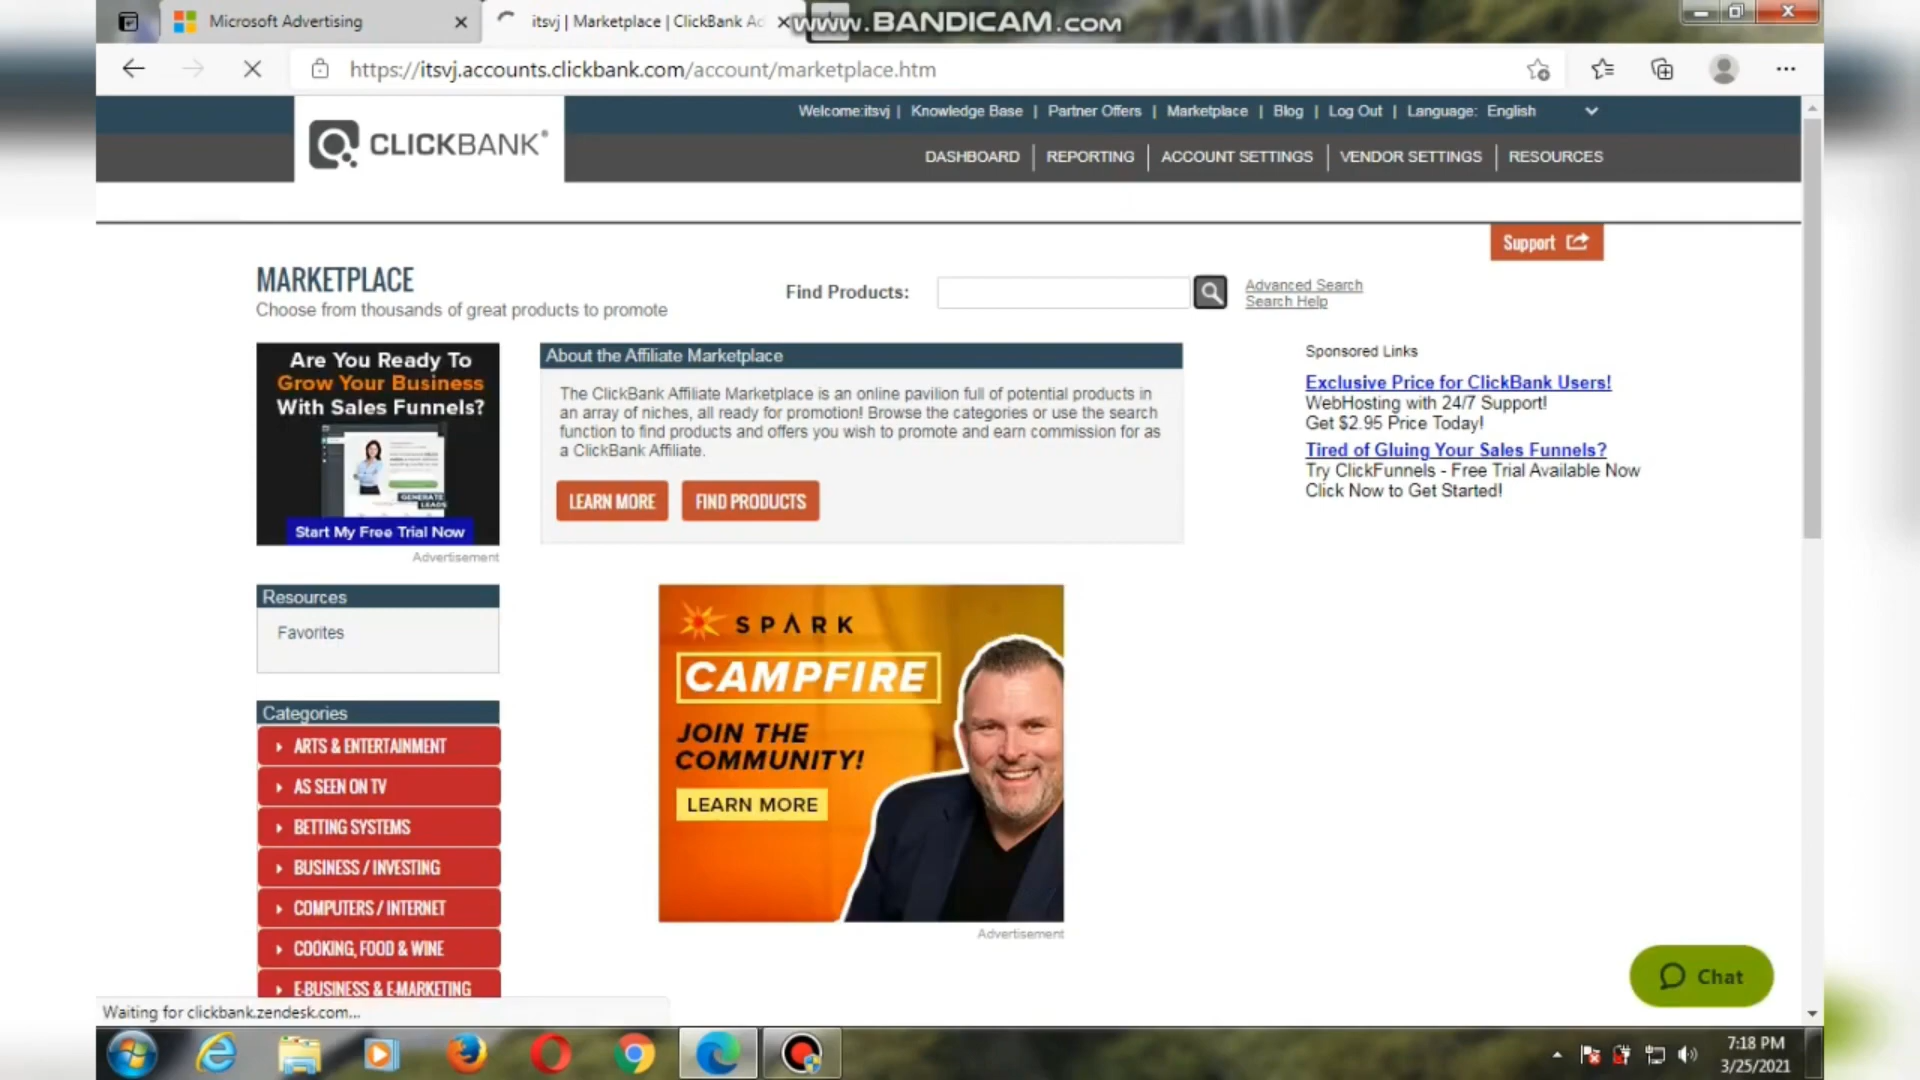 Microsoft Advertising
itsvj | Marketplace | ClickBank Ad
www.BANDICAM.com
https://itsvj.accounts.clickbank.com/account/marketplace.htm
Welcome:itsvj | Knowledge Base | Partner Offers | Marketplace | Blog | Log Out | Language: English
CLICKBANK®
DASHBOARD | REPORTING | ACCOUNT SETTINGS | VENDOR SETTINGS | RESOURCES
Support
MARKETPLACE
Choose from thousands of great products to promote
Find Products:
Advanced Search
Search Help
Are You Ready To
Grow Your Business
With Sales Funnels?
GENERATE
LEADS
Start My Free Trial Now
Advertisement
About the Affiliate Marketplace
The ClickBank Affiliate Marketplace is an online pavilion full of potential products in
an array of niches, all ready for promotion! Browse the categories or use the search
function to find products and offers you wish to promote and earn commission for as
a ClickBank Affiliate.
LEARN MORE
FIND PRODUCTS
Sponsored Links
Exclusive Price for ClickBank Users!
WebHosting with 24/7 Support!
Get $2.95 Price Today!
Tired of Gluing Your Sales Funnels?
Try ClickFunnels - Free Trial Available Now
Click Now to Get Started!
Resources
Favorites
Categories
ARTS & ENTERTAINMENT
AS SEEN ON TV
BETTING SYSTEMS
BUSINESS / INVESTING
COMPUTERS / INTERNET
COOKING, FOOD & WINE
E-BUSINESS & E-MARKETING
SPARK
CAMPFIRE
JOIN THE
COMMUNITY!
LEARN MORE
Advertisement
Chat
Waiting for clickbank.zendesk.com...
7:18 PM
3/25/2021